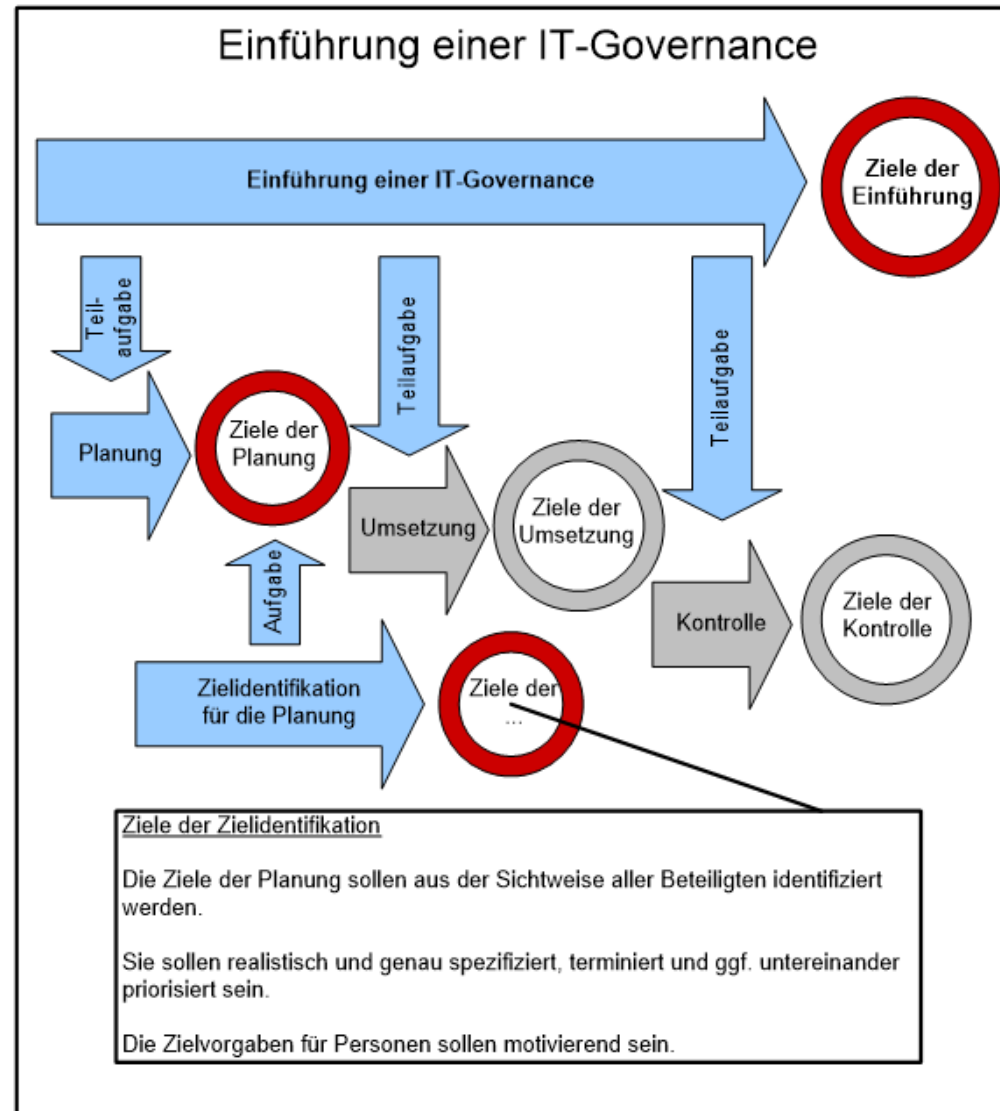 Einführung einer IT-Governance
Einführung einer IT-Governance
Ziele der
Einführung
Teil-
aufgabe
Teilaufgabe
Teilaufgabe
Planung
Ziele der
Planung
Umsetzung
Ziele der
Umsetzung
Kontrolle
Ziele der
Kontrolle
Aufgabe
Zielidentifikation
für die Planung
Ziele der
...
Ziele der Zielidentifikation
Die Ziele der Planung sollen aus der Sichtweise aller Beteiligten identifiziert
werden.
Sie sollen realistisch und genau spezifiziert, terminiert und ggf. untereinander
priorisiert sein.
Die Zielvorgaben für Personen sollen motivierend sein.